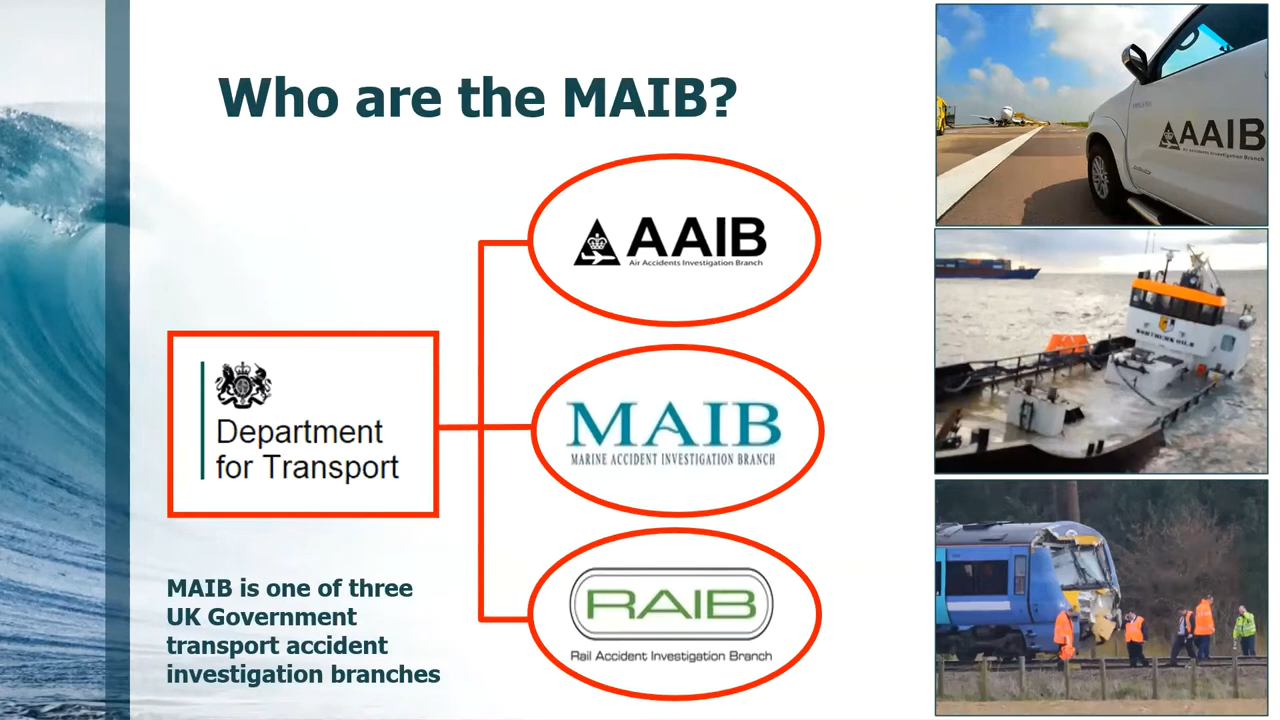 Who are the MAIB?
AAIB
Air Accidents Investigation Branch
Department
for Transport
MAIB
MARINE ACCIDENT INVESTIGATION BRANCH
RAIB
Rail Accident Investigation Branch
MAIB is one of three
UK Government
transport accident
investigation branches
AAIB
Air Accidents Investigation Branch
NORTHERN OILS